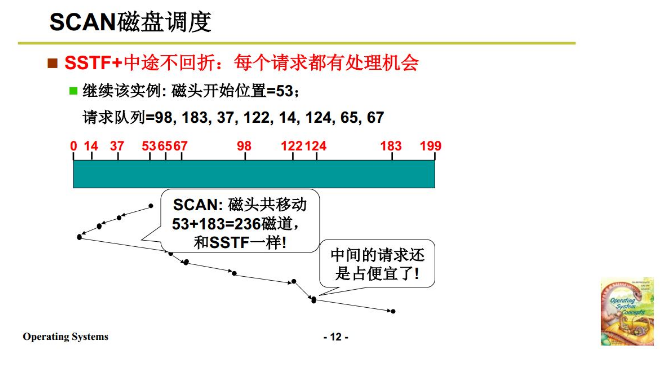 SCAN磁盘调度
SSTF+中途不回折：每个请求都有处理机会
继续该实例: 磁头开始位置=53；
请求队列=98, 183, 37, 122, 14, 124, 65, 67
0 14 37 53 65 67 98 122 124 183 199
SCAN: 磁头共移动
53+183=236磁道，
和SSTF一样!
中间的请求还
是占便宜了!
Operating
System
Concepts
Operating Systems
- 12 -